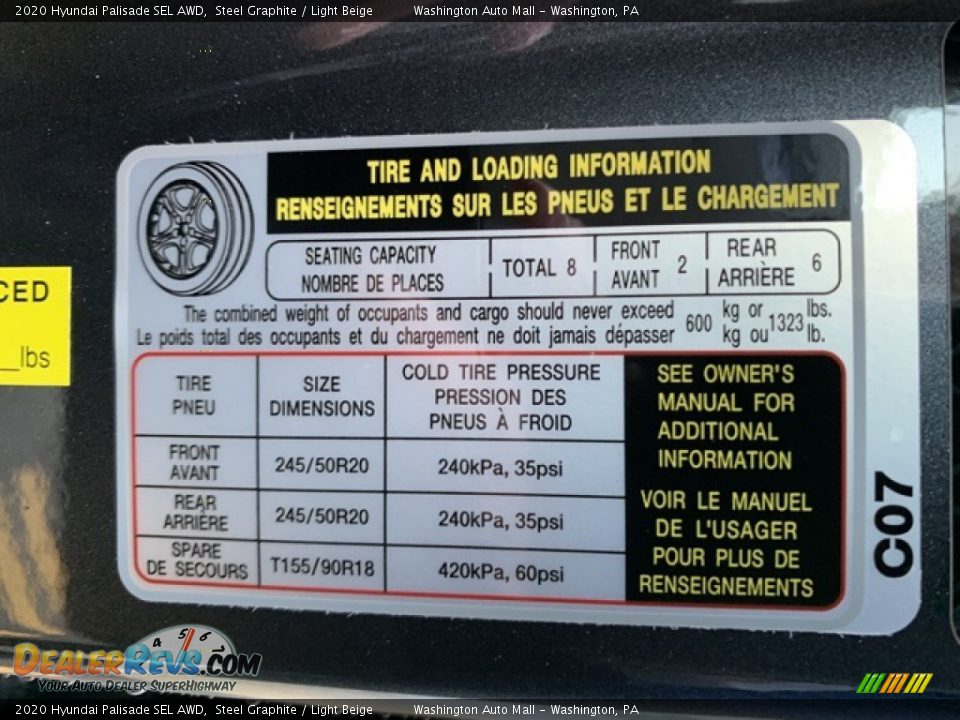 2020 Hyundai Palisade SEL AWD, Steel Graphite / Light Beige Washington Auto Mall - Washington, PA
TIRE AND LOADING INFORMATION
RENSEIGNEMENTS SUR LES PNEUS ET LE CHARGEMENT
SEATING CAPACITY
NOMBRE DE PLACES
TOTAL 8
FRONT
AVANT
2
REAR
ARRIÈRE
6
The combined weight of occupants and cargo should never exceed
Le poids total des occupants et du chargement ne doit jamais dépasser
600
kg or
kg ou
1323
lbs.
lb.
CED
lbs
TIRE
PNEU
SIZE
DIMENSIONS
COLD TIRE PRESSURE
PRESSION DES
PNEUS À FROID
FRONT
AVANT
245/50R20
240kPa, 35psi
REAR
ARRIÈRE
245/50R20
240kPa, 35psi
SPARE
DE SECOURS
T155/90R18
420kPa, 60psi
SEE OWNER'S
MANUAL FOR
ADDITIONAL
INFORMATION
VOIR LE MANUEL
DE L'USAGER
POUR PLUS DE
RENSEIGNEMENTS
C07
4 5 6
DEALERREVS.COM
YOUR AUTO DEALER SUPERHIGHWAY
2020 Hyundai Palisade SEL AWD, Steel Graphite / Light Beige Washington Auto Mall - Washington, PA